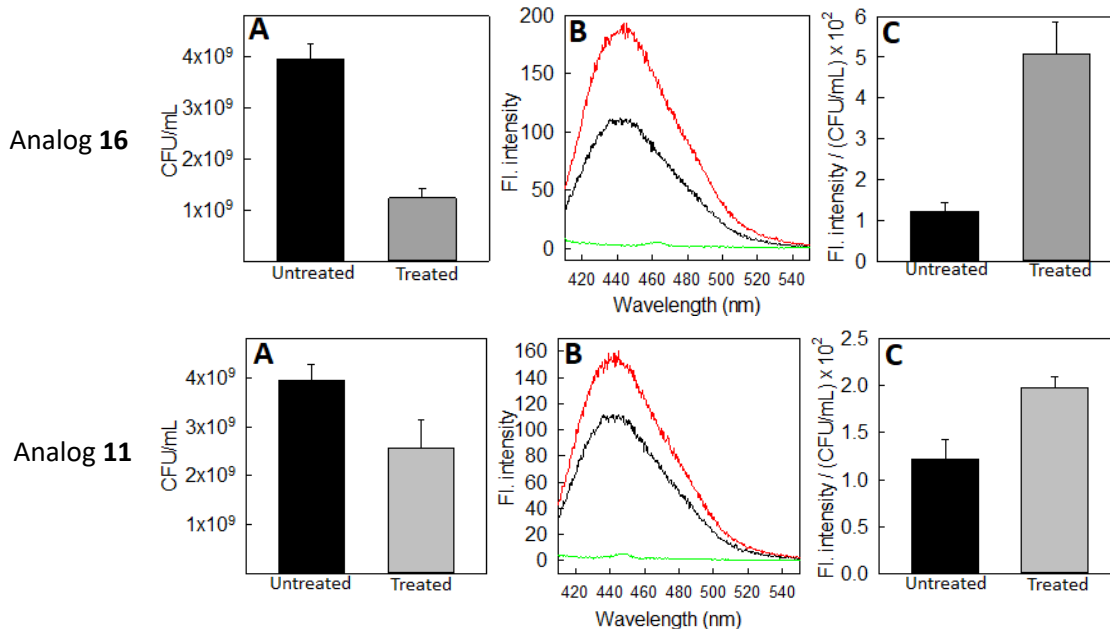 Analog 16
A
CFU/mL
4x10⁹
3x10⁹
2x10⁹
1x10⁹
Untreated Treated
B
Fl. intensity
200
150
100
50
0
420 440 460 480 500 520 540
Wavelength (nm)
C
Fl. intensity / (CFU/mL) x 10²
6
5
4
3
2
1
0
Untreated Treated
Analog 11
A
CFU/mL
4x10⁹
3x10⁹
2x10⁹
1x10⁹
Untreated Treated
B
Fl. intensity
160
140
120
100
80
60
40
20
0
420 440 460 480 500 520 540
Wavelength (nm)
C
Fl. intensity / (CFU/mL) x 10²
2.5
2.0
1.5
1.0
0.5
0.0
Untreated Treated